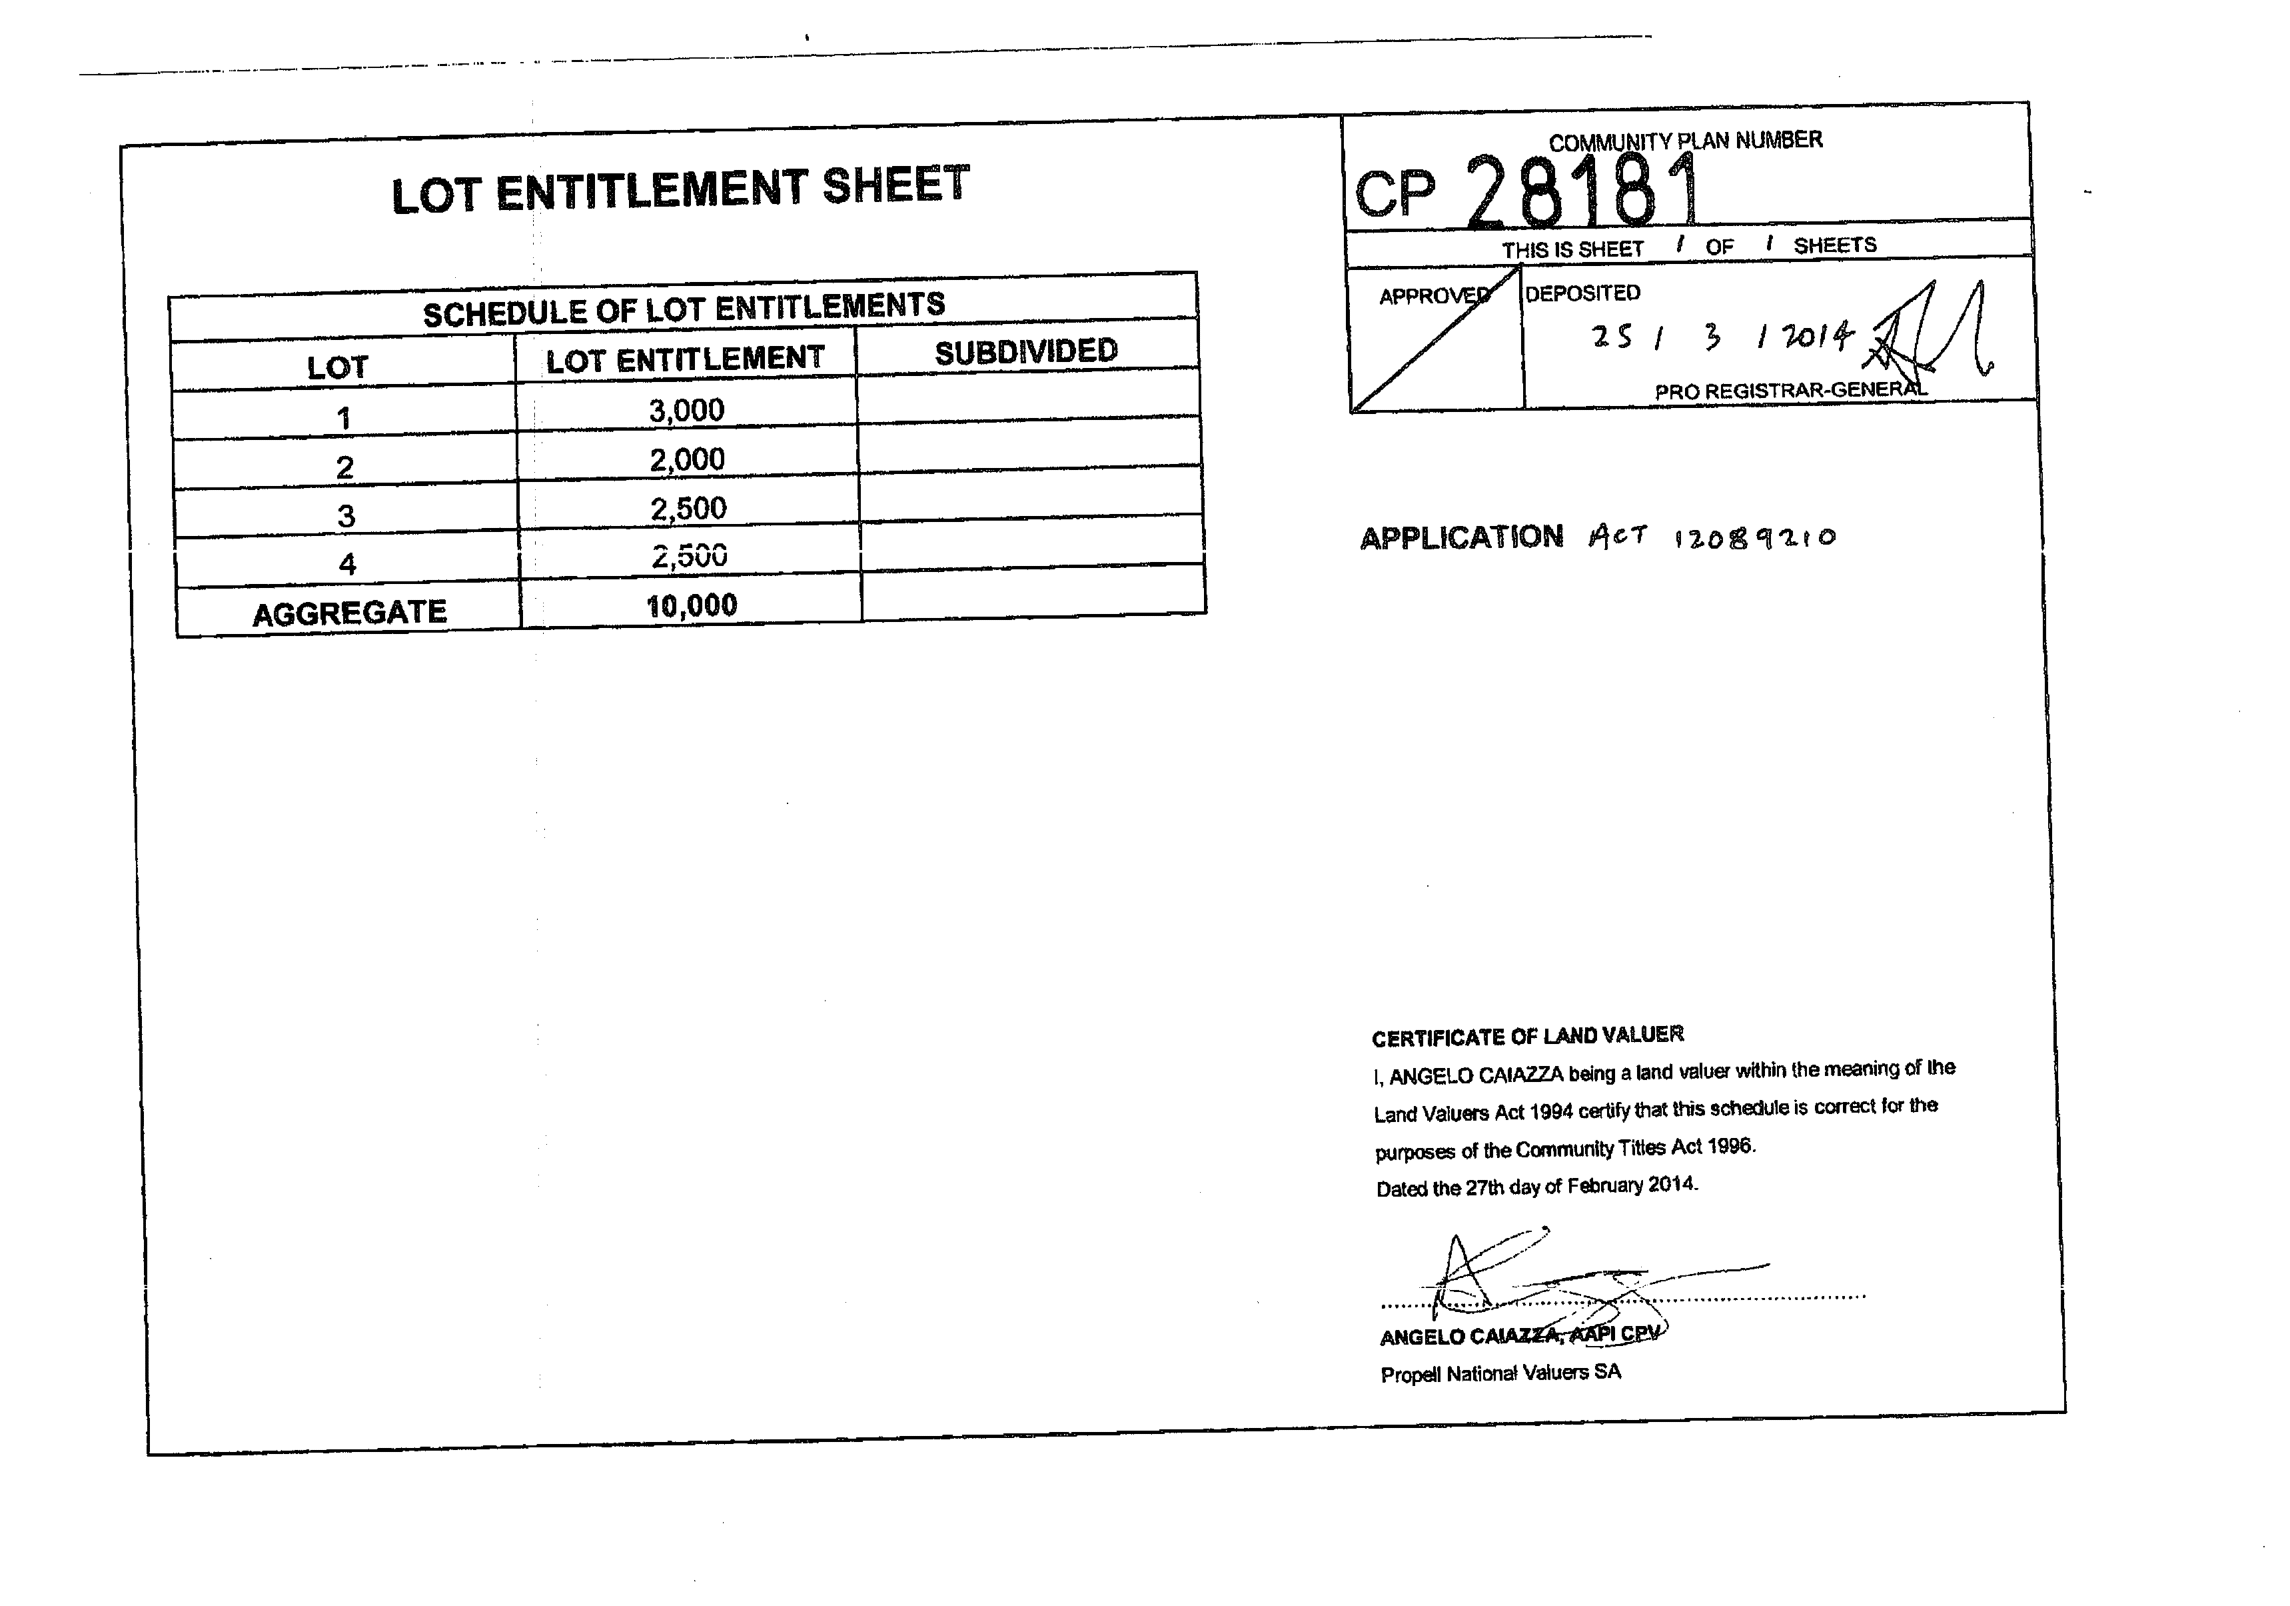 LOT ENTITLEMENT SHEET
SCHEDULE OF LOT ENTITLEMENTS
LOT LOT ENTITLEMENT SUBDIVIDED
1 3,000
2 2,000
3 2,500
4 2,500
AGGREGATE 10,000
COMMUNITY PLAN NUMBER
CP 28181
THIS IS SHEET 1 OF 1 SHEETS
APPROVED DEPOSITED
25 / 3 / 2014
PRO REGISTRAR-GENERAL
APPLICATION ACT 12089210
CERTIFICATE OF LAND VALUER
I, ANGELO CAIAZZA being a land valuer within the meaning of the
Land Valuers Act 1994 certify that this schedule is correct for the
purposes of the Community Titles Act 1996.
Dated the 27th day of February 2014.
ANGELO CAIAZZA, AAPI CPV
Propell National Valuers SA